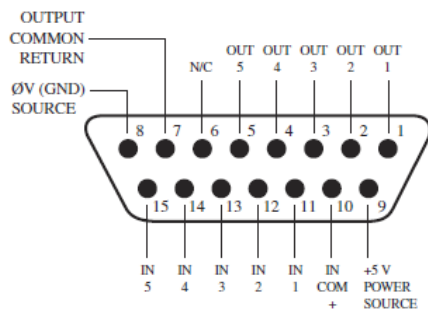 OUTPUT
COMMON
RETURN
ØV (GND)
SOURCE
N/C
OUT
5
OUT
4
OUT
3
OUT
2
OUT
1
8 7 6 5 4 3 2 1
15 14 13 12 11 10 9
IN
5
IN
4
IN
3
IN
2
IN
1
IN
COM
+
+5 V
POWER
SOURCE